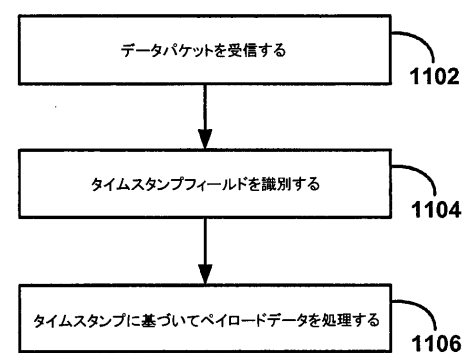 データパケットを受信する
1102
タイムスタンプフィールドを識別する
1104
タイムスタンプに基づいてペイロードデータを処理する
1106